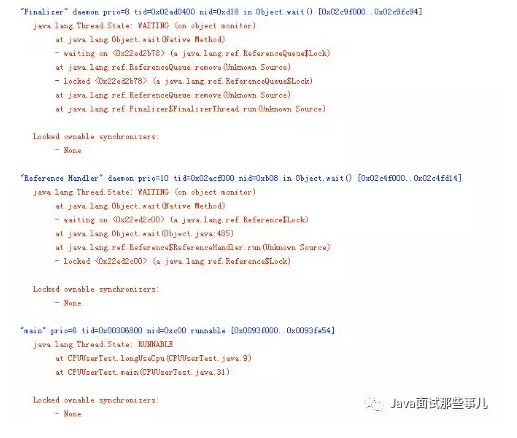 "Finalizer" daemon prio=8 tid=0x02ad0400 nid=0xd18 in Object.wait() [0x02c9f000..0x02c9fc94]
java.lang.Thread.State: WAITING (on object monitor)
at java.lang.Object.wait(Native Method)
- waiting on <0x22ed2b78> (a java.lang.ref.ReferenceQueue$Lock)
at java.lang.ref.ReferenceQueue.remove(Unknown Source)
- locked <0x22ed2b78> (a java.lang.ref.ReferenceQueue$Lock)
at java.lang.ref.ReferenceQueue.remove(Unknown Source)
at java.lang.ref.Finalizer$FinalizerThread.run(Unknown Source)
Locked ownable synchronizers:
- None
"Reference Handler" daemon prio=10 tid=0x02acf000 nid=0xb08 in Object.wait() [0x02c4f000..0x02c4fd14]
java.lang.Thread.State: WAITING (on object monitor)
at java.lang.Object.wait(Native Method)
- waiting on <0x22ed2c00> (a java.lang.ref.Reference$Lock)
at java.lang.Object.wait(Object.java:485)
at java.lang.ref.Reference$ReferenceHandler.run(Unknown Source)
- locked <0x22ed2c00> (a java.lang.ref.Reference$Lock)
Locked ownable synchronizers:
- None
"main" prio=6 tid=0x00306800 nid=0xc00 runnable [0x0093f000..0x0093fe54]
java.lang.Thread.State: RUNNABLE
at CPUUserTest.longUseCpu(CPUUserTest.java:9)
at CPUUserTest.main(CPUUserTest.java:31)
Locked ownable synchronizers:
- None
Java面试那些事儿